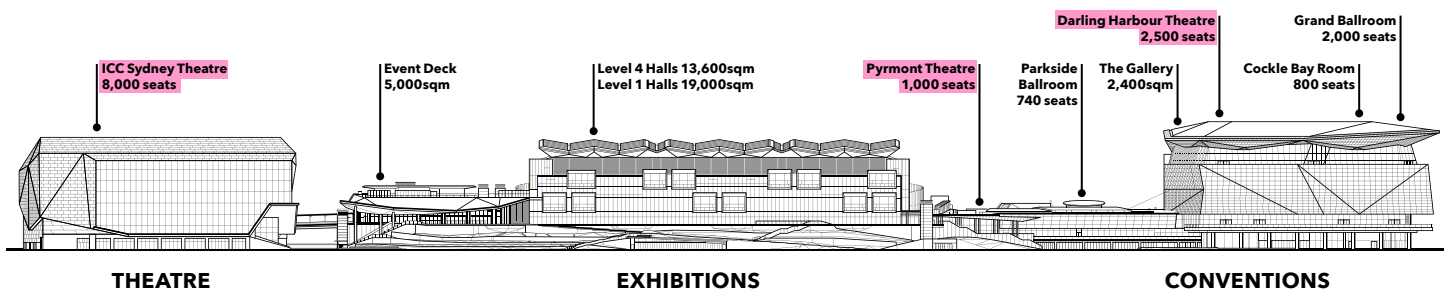 ICC Sydney Theatre
8,000 seats
Event Deck
5,000sqm
Level 4 Halls 13,600sqm
Level 1 Halls 19,000sqm
Pyrmont Theatre
1,000 seats
Parkside
Ballroom
740 seats
The Gallery
2,400sqm
Darling Harbour Theatre
2,500 seats
Cockle Bay Room
800 seats
Grand Ballroom
2,000 seats
THEATRE
EXHIBITIONS
CONVENTIONS